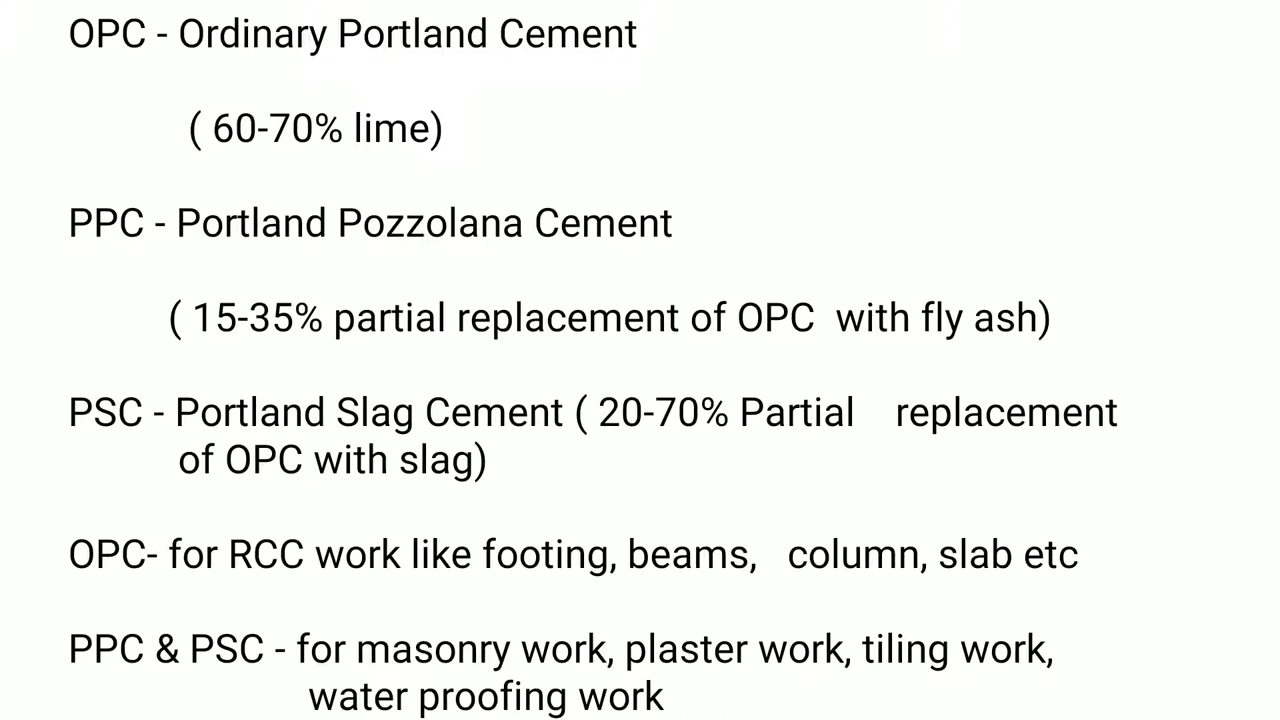 OPC - Ordinary Portland Cement
( 60-70% lime)
PPC - Portland Pozzolana Cement
( 15-35% partial replacement of OPC with fly ash)
PSC - Portland Slag Cement ( 20-70% Partial replacement
of OPC with slag)
OPC- for RCC work like footing, beams, column, slab etc
PPC & PSC - for masonry work, plaster work, tiling work,
water proofing work